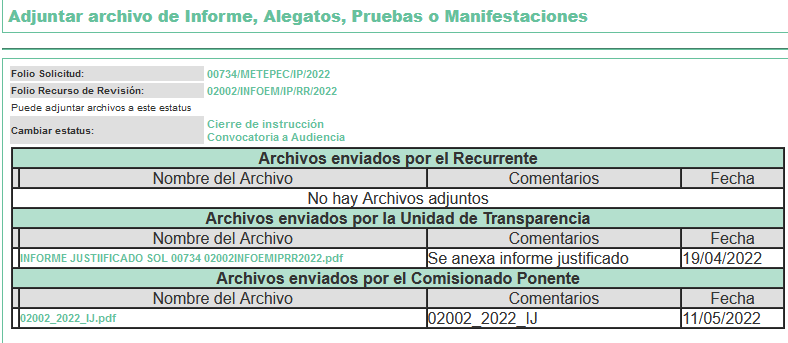 Adjuntar archivo de Informe, Alegatos, Pruebas o Manifestaciones
Folio Solicitud: 00734/METEPEC/IP/2022
Folio Recurso de Revisión: 02002/INFOEM/IP/RR/2022
Puede adjuntar archivos a este estatus
Cambiar estatus: Cierre de instrucción
Convocatoria a Audiencia
Archivos enviados por el Recurrente
Nombre del Archivo Comentarios Fecha
No hay Archivos adjuntos
Archivos enviados por la Unidad de Transparencia
Nombre del Archivo Comentarios Fecha
INFORME JUSTIIFICADO SOL 00734 02002INFOEMIPRR2022.pdf Se anexa informe justificado 19/04/2022
Archivos enviados por el Comisionado Ponente
Nombre del Archivo Comentarios Fecha
02002_2022_IJ.pdf 02002_2022_IJ 11/05/2022